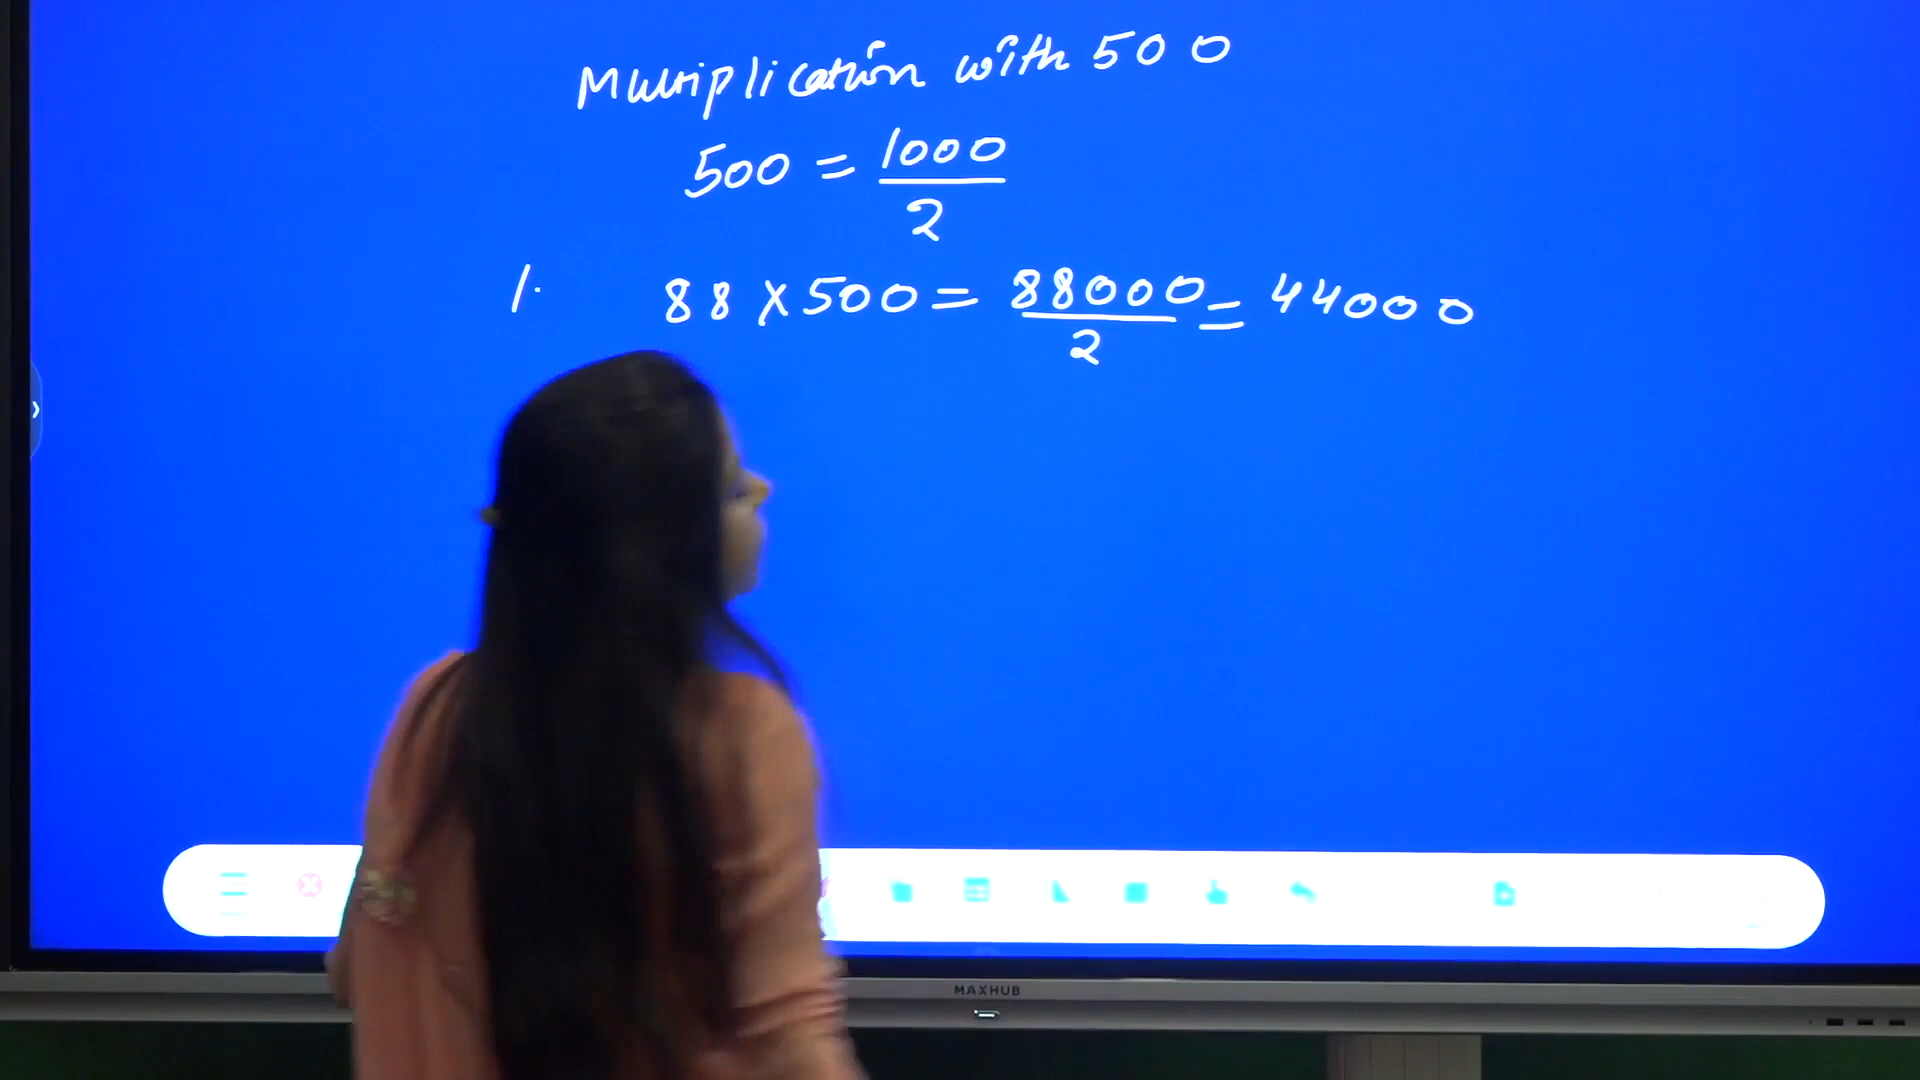 Multiplication with 500
500 = 1000/2
1. 88 x 500 = 88000/2 = 44000
MAXHUB